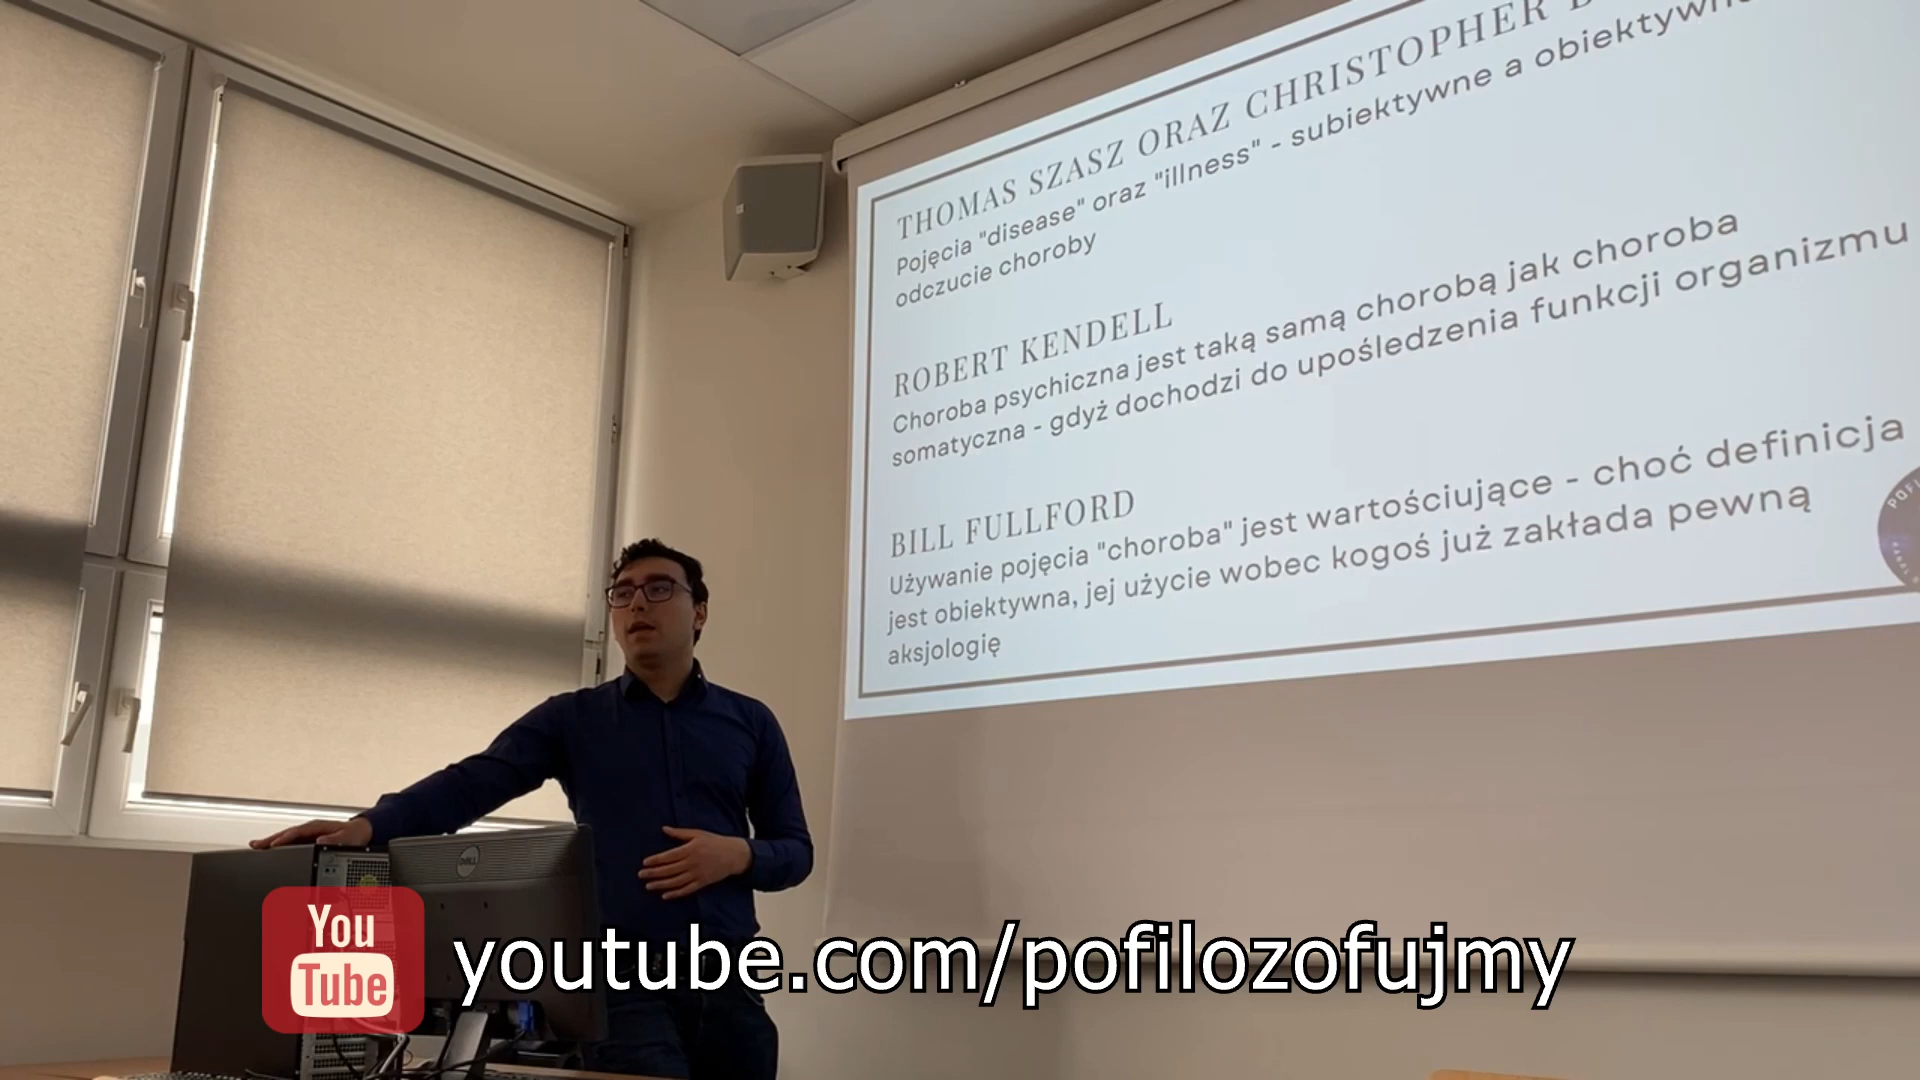 THOMAS SZASZ ORAZ CHRISTOPHER
Pojęcia "disease" oraz "illness" - subiektywne a
odczucie choroby
ROBERT KENDELL
Choroba psychiczna jest taką samą chorobą jak choroba
somatyczna - gdyż dochodzi do upośledzenia funkcji organizmu
BILL FULLFORD
Używanie pojęcia "choroba" jest wartościujące - choć definicja
jest obiektywna, jej użycie wobec kogoś już zakłada pewną
aksjologię
DELL
You
Tube
youtube.com/pofilozofujmy